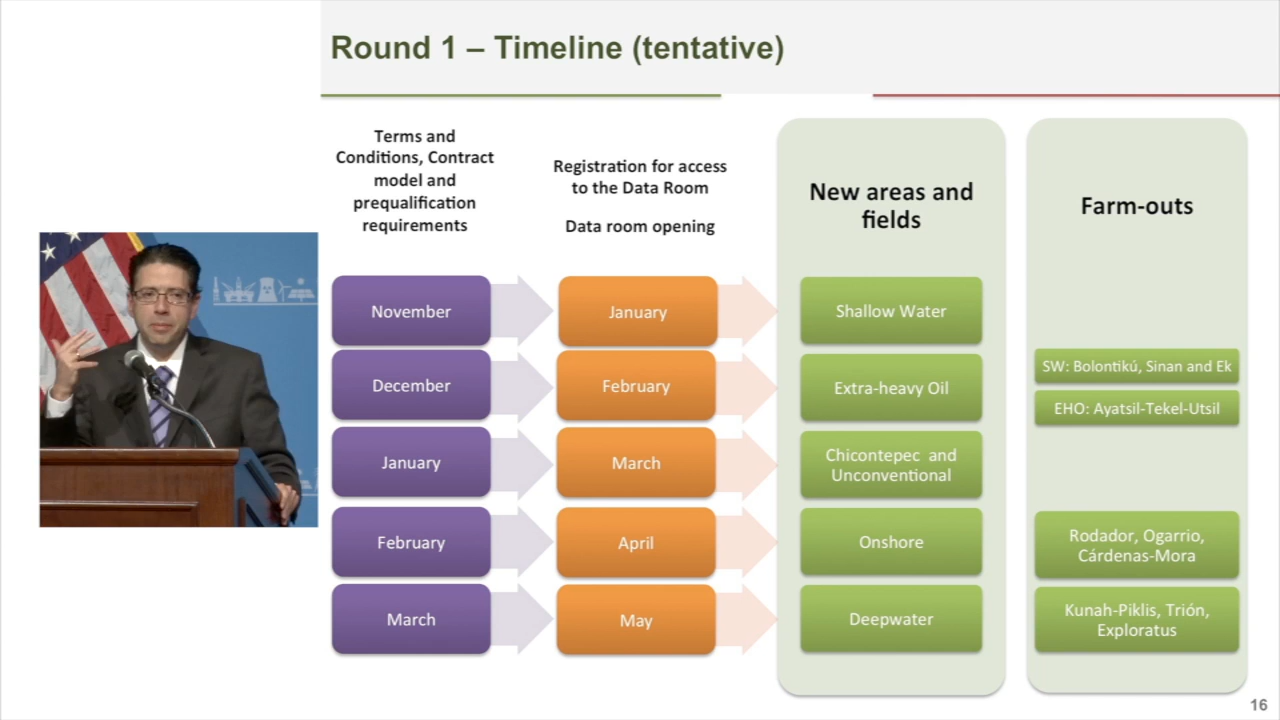 Round 1 – Timeline (tentative)
Terms and
Conditions, Contract
model and
prequalification
requirements
Registration for access
to the Data Room
Data room opening
New areas and
fields
Farm-outs
November
January
Shallow Water
December
February
Extra-heavy Oil
SW: Bolontikú, Sinan and Ek
EHO: Ayatsil-Tekel-Utsil
January
March
Chicontepec and
Unconventional
February
April
Onshore
Rodador, Ogarrio,
Cárdenas-Mora
March
May
Deepwater
Kunah-Piklis, Trión,
Exploratus
16